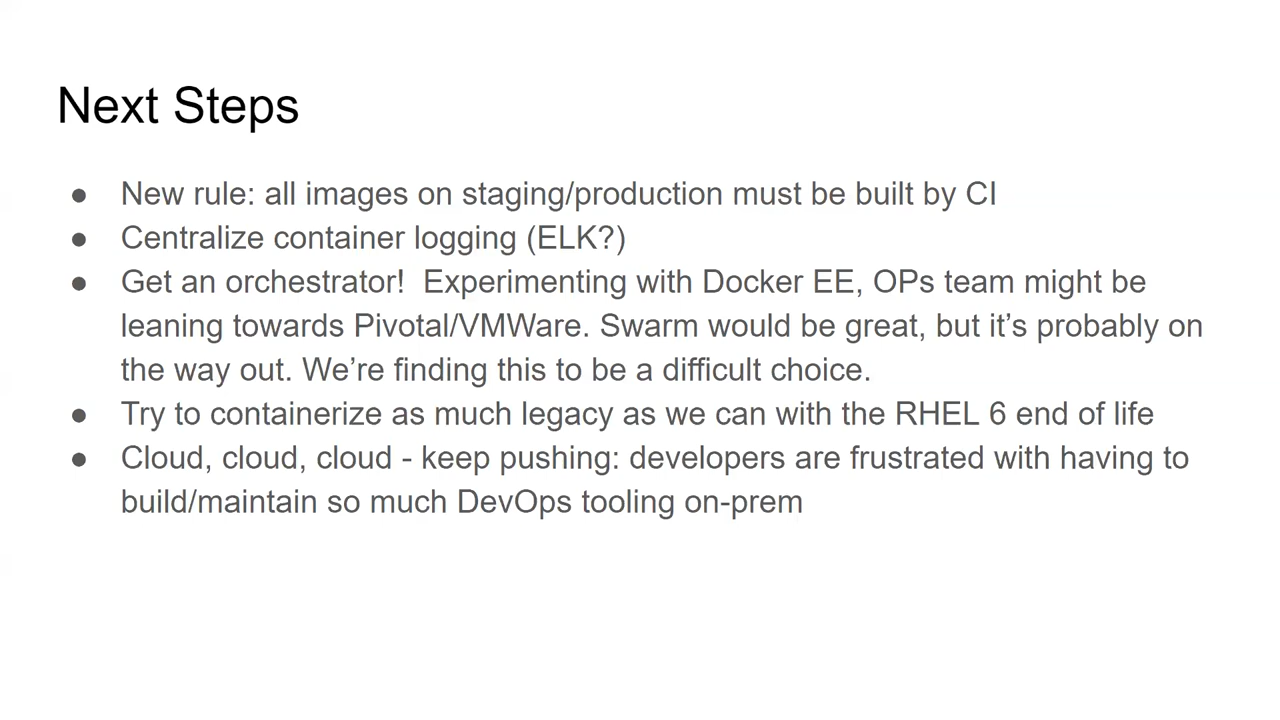 Next Steps
● New rule: all images on staging/production must be built by CI
● Centralize container logging (ELK?)
● Get an orchestrator!  Experimenting with Docker EE, OPs team might be
leaning towards Pivotal/VMWare. Swarm would be great, but it’s probably on
the way out. We’re finding this to be a difficult choice.
● Try to containerize as much legacy as we can with the RHEL 6 end of life
● Cloud, cloud, cloud - keep pushing: developers are frustrated with having to
build/maintain so much DevOps tooling on-prem